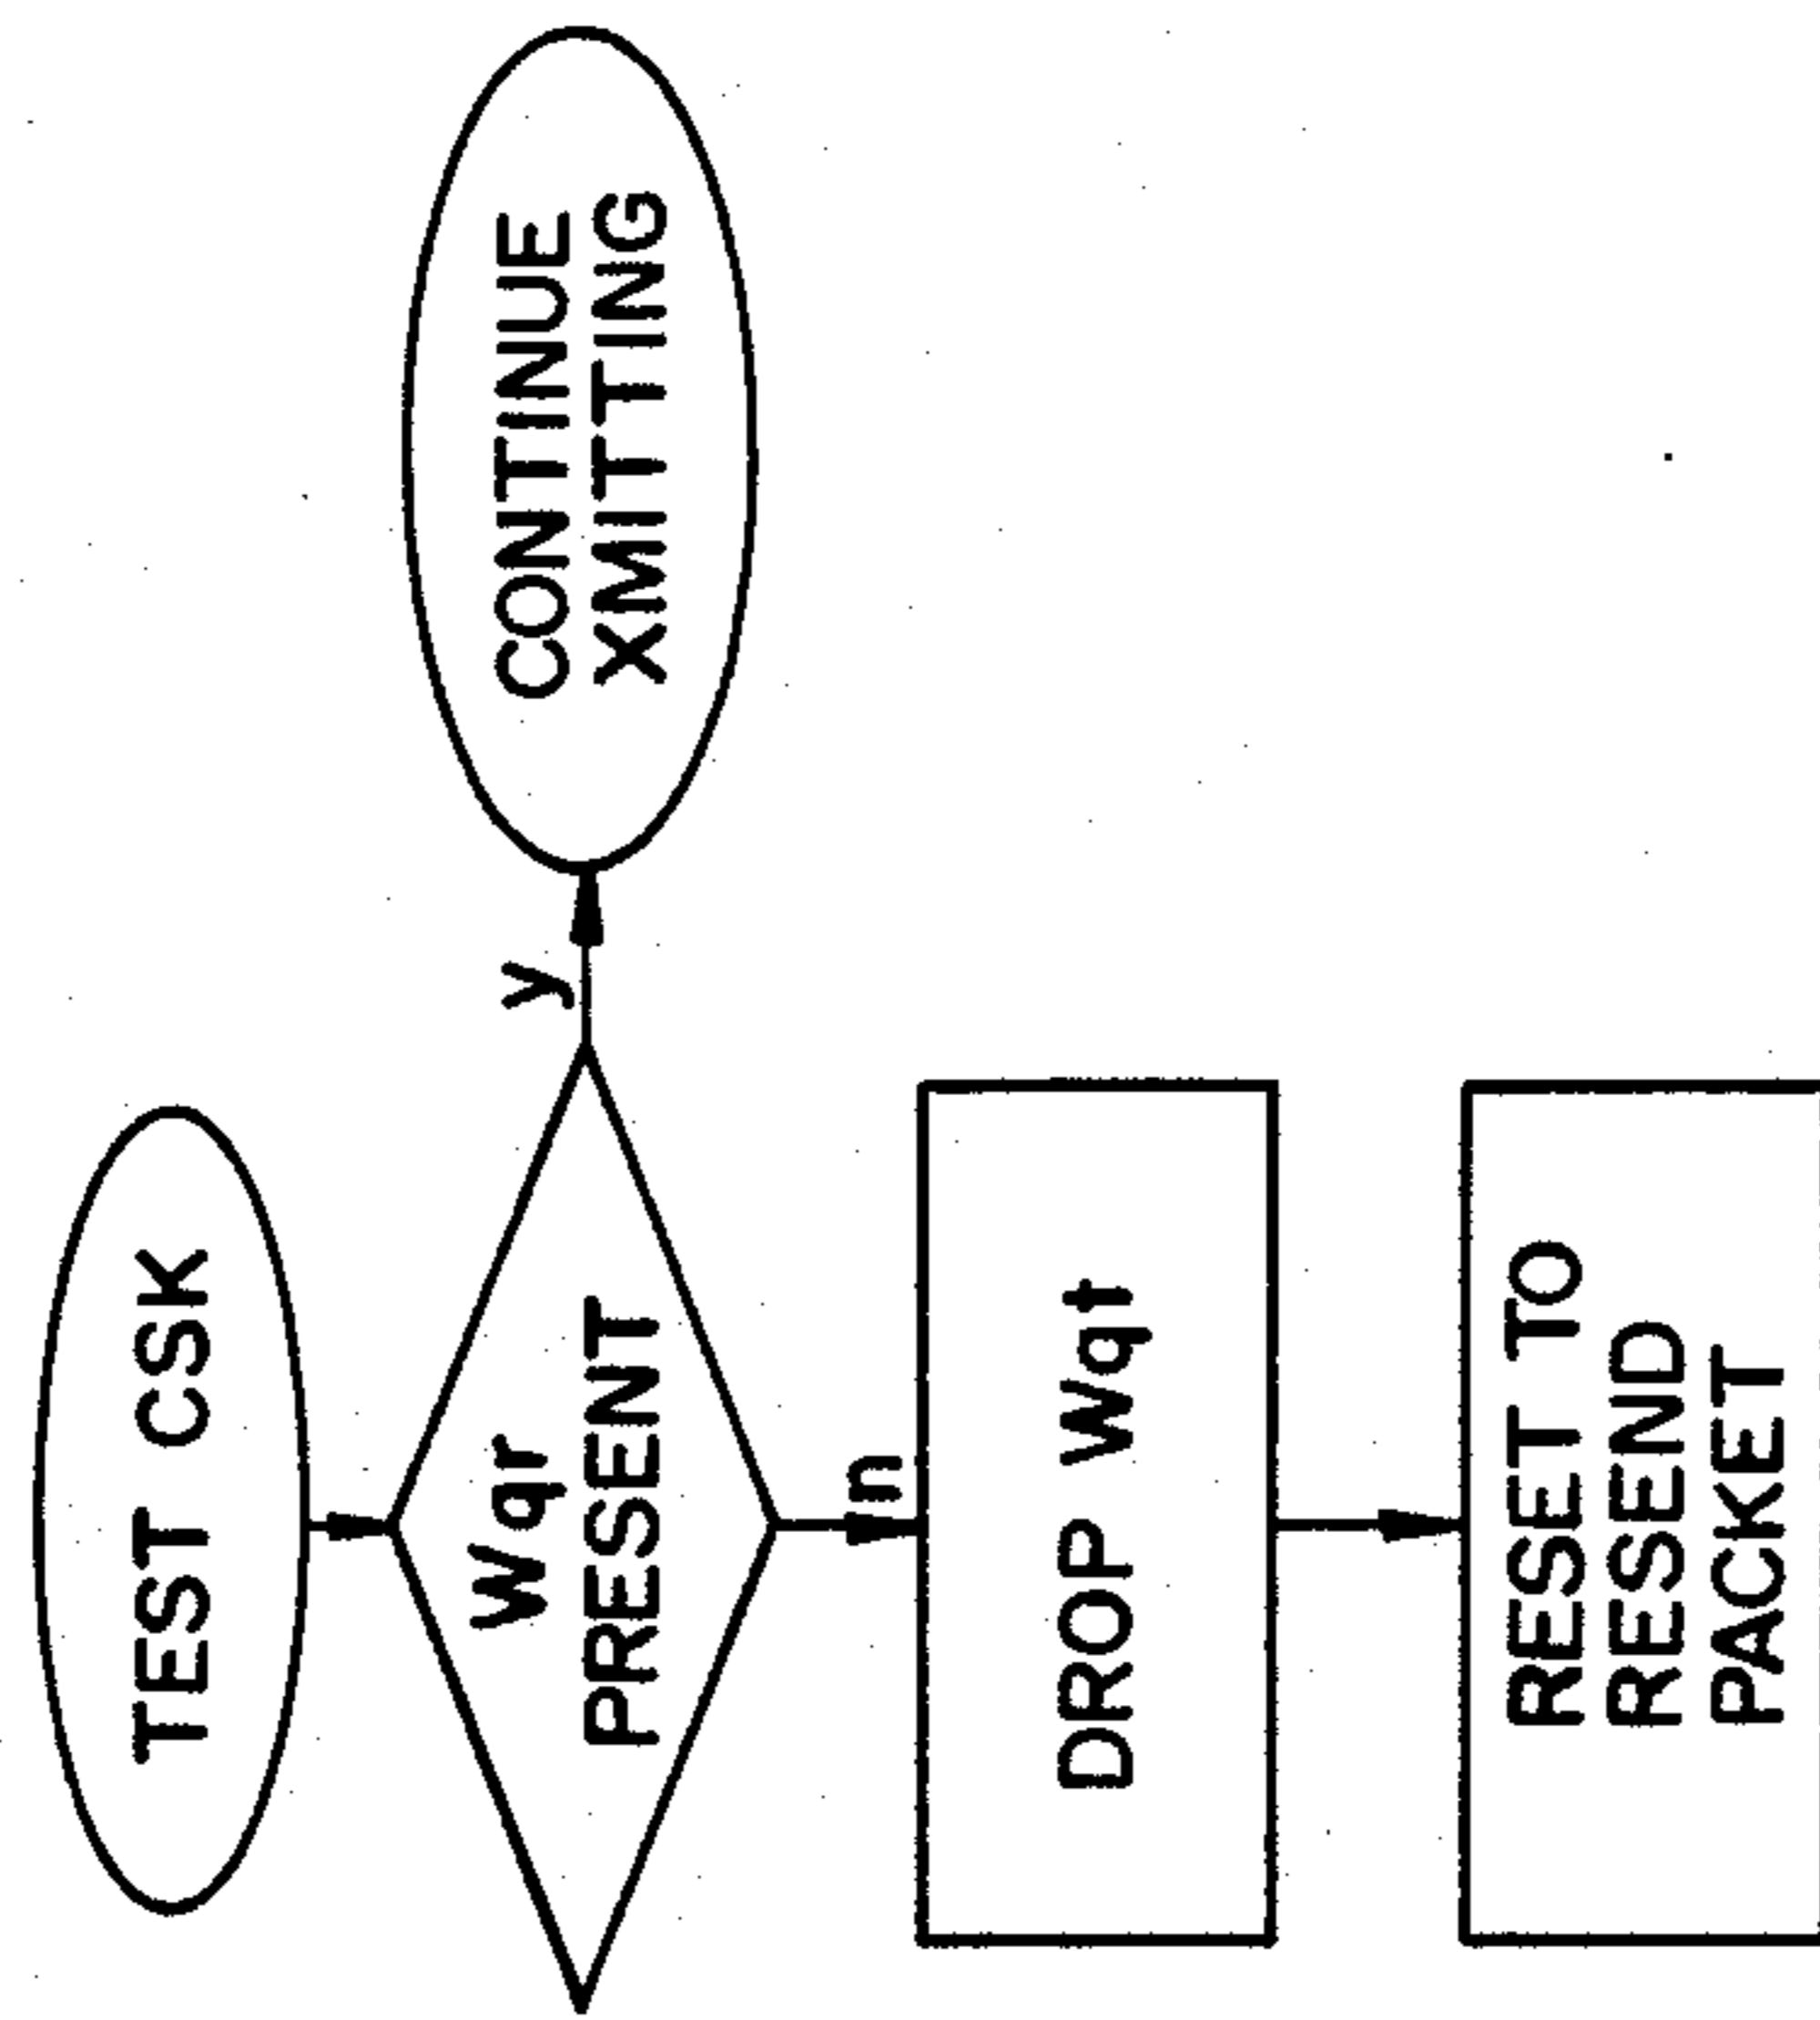 TEST CSK
Wqr
PRESENT
y
CONTINUE
XMITTING
n
DROP Wqt
RESET TO
RESEND
PACKET